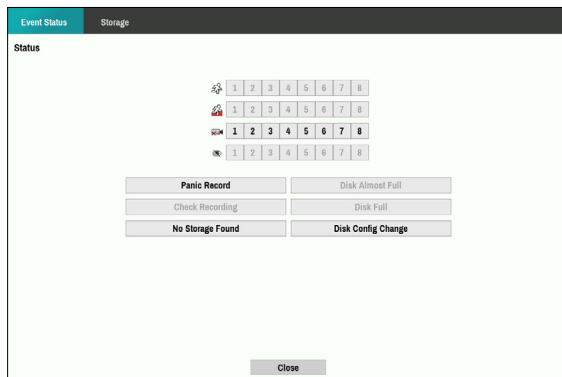 Event Status Storage
Status
1 2 3 4 5 6 7 8
1 2 3 4 5 6 7 8
1 2 3 4 5 6 7 8
1 2 3 4 5 6 7 8
Panic Record Disk Almost Full
Check Recording Disk Full
No Storage Found Disk Config Change
Close